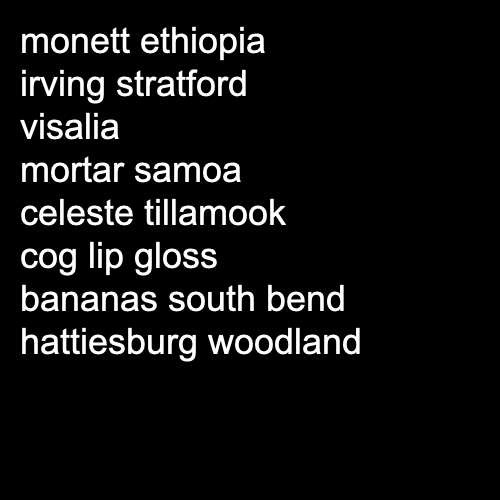 monett ethiopia
irving stratford
visalia
mortar samoa
celeste tillamook
cog lip gloss
bananas south bend
hattiesburg woodland